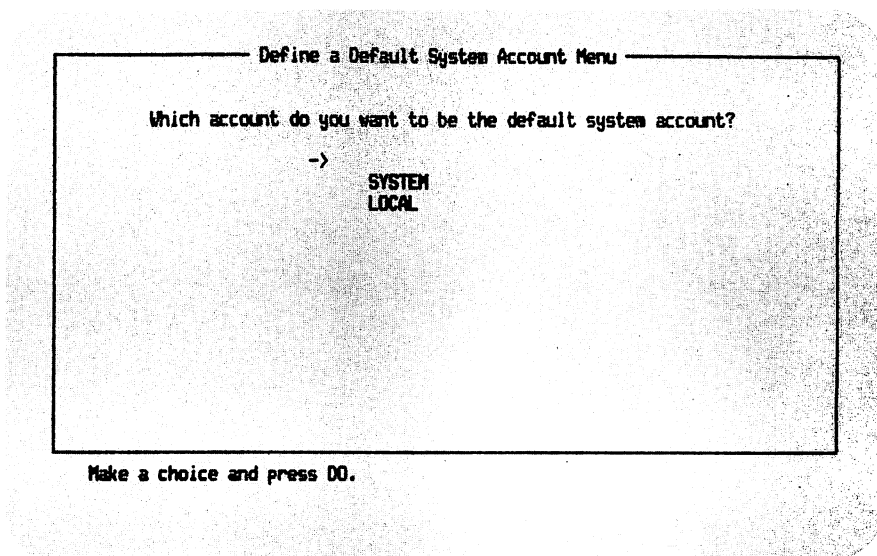 Define a Default System Account Menu
Which account do you want to be the default system account?
->
SYSTEM
LOCAL
Make a choice and press DO.